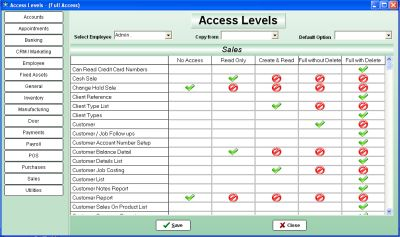 Access Levels - (Full Access)
Access Levels
Select Employee Admin Copy from Default Option
Sales
No Access Read Only Create & Read Full without Delete Full with Delete
Accounts
Appointments
Banking
CRM / Marketing
Employee
Fixed Assets
General
Inventory
Manufacturing
Over
Payments
Payroll
POS
Purchases
Sales
Utilities
Can Read Credit Card Numbers
Cash Sale
Change Hold Sale
Client Reference
Client Type List
Client Types
Customer
Customer / Job Follow ups
Customer Account Number Setup
Customer Balance Detail
Customer Details List
Customer Job Costing
Customer List
Customer Notes Report
Customer Report
Customer Sales On Product List
Save Close